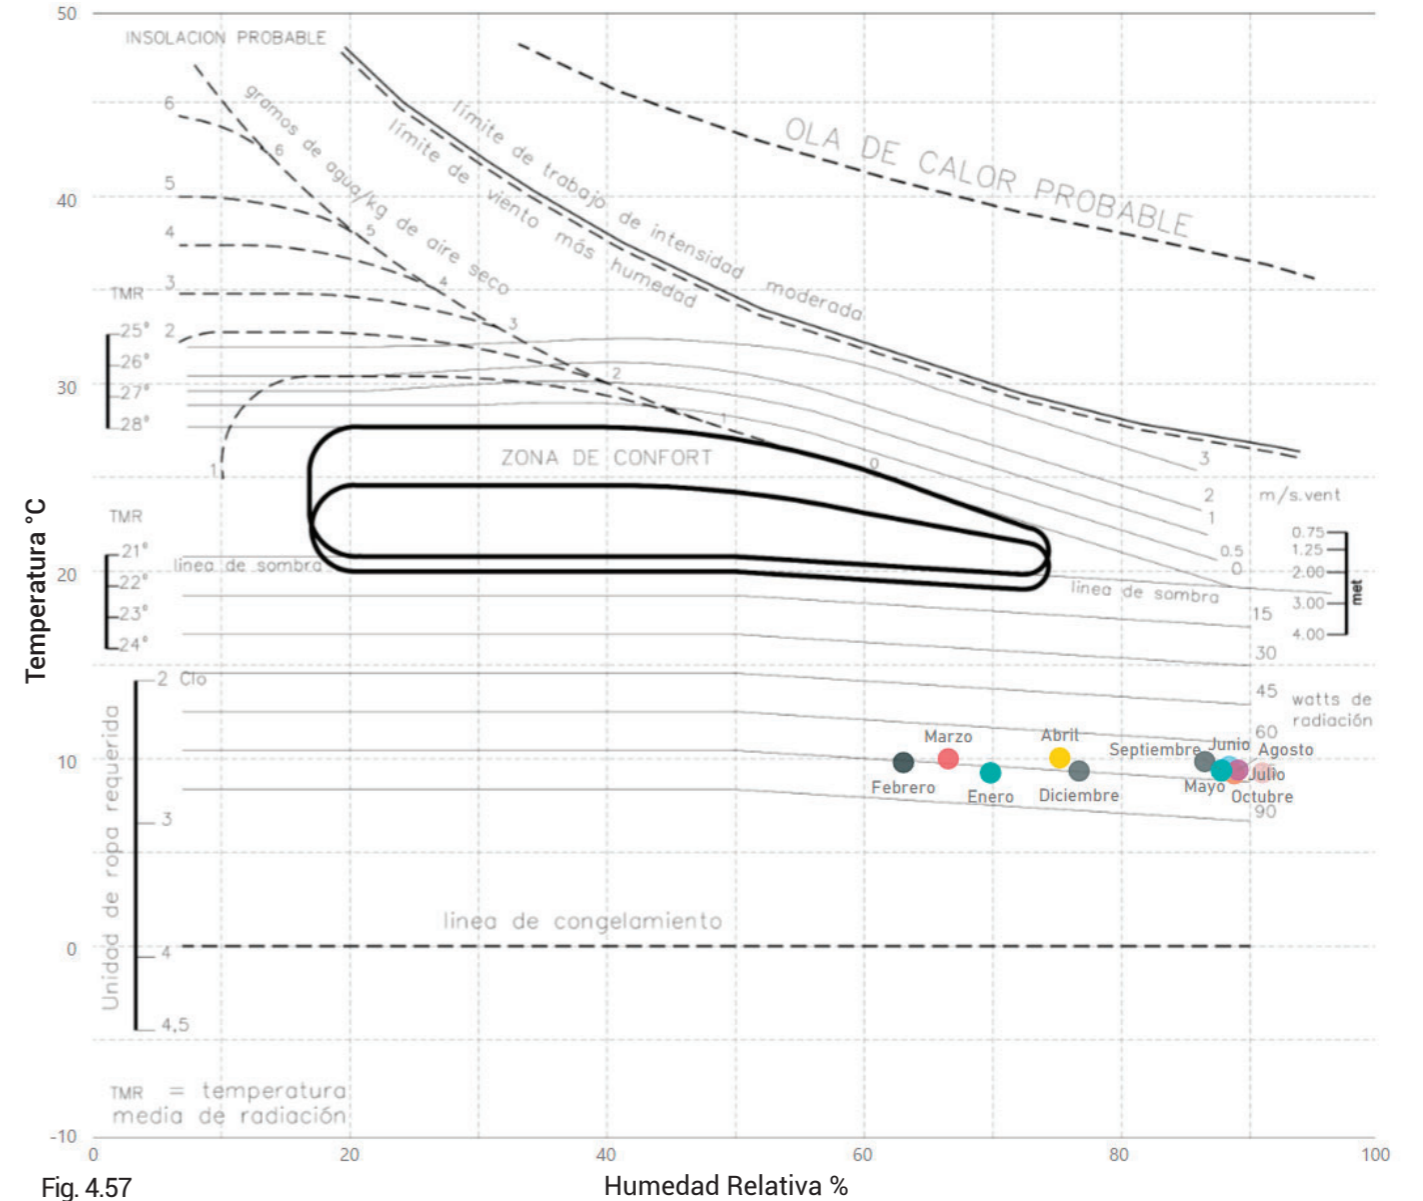 50
INSOLACION PROBABLE
6
gramos de agua/kg de aire seco
límite de trabajo de intensidad moderada
límite de viento más humedad
OLA DE CALOR PROBABLE
6
5
40
5
4
4
TMR
3
3
25°
2
26°
30
2
27°
1
28°
ZONA DE CONFORT
0
3
1
2
m/s.vent
1
TMR
0.75
21°
0.5
1.25
linea de sombra
0
2.00
20
22°
linea de sombra
3.00
met
23°
15
4.00
24°
30
2 Clo
45
watts de
radiación
60
Marzo
Abril
Septiembre
Junio
Agosto
10
Febrero
Enero
Diciembre
Mayo
Julio
Octubre
90
3
Unidad de ropa requerida
linea de congelamiento
0
4
4,5
TMR = temperatura
media de radiación
-10
0
20
40
60
80
100
Temperatura °C
Humedad Relativa %
Fig. 4.57